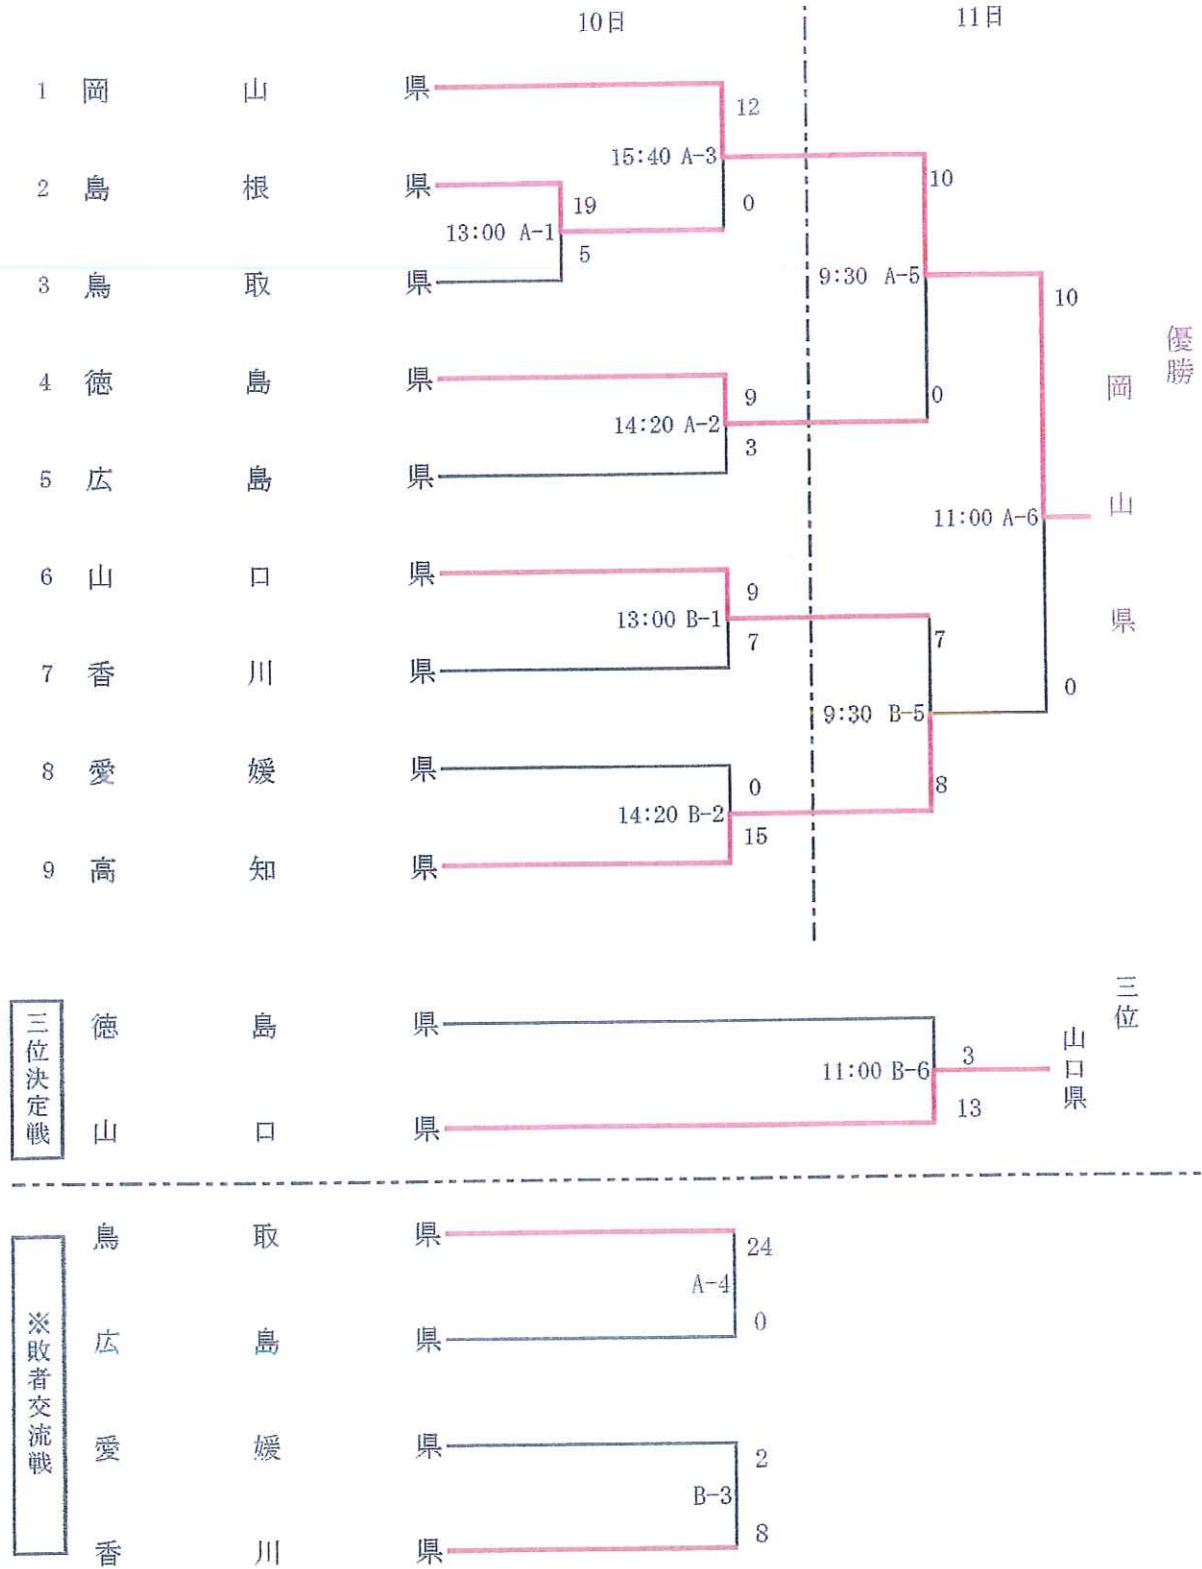 10日 11日
1 岡山県
12
15:40 A-3
10
2 島根県
19
0
13:00 A-1
5
9:30 A-5
3 鳥取県
10
優勝
4 徳島県
9
0
岡山県
14:20 A-2
3
5 広島県
11:00 A-6
6 山口県
9
13:00 B-1
7
7
7 香川県
0
9:30 B-5
8 愛媛県
0
8
14:20 B-2
15
9 高知県
三位決定戦
徳島県
三位
11:00 B-6
3
山口県
山口県
13
※敗者交流戦
鳥取県
24
A-4
広島県
0
愛媛県
2
B-3
香川県
8